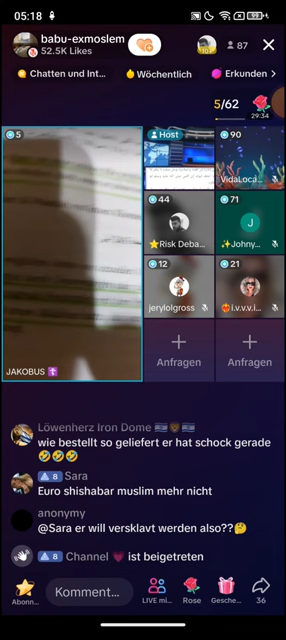 05:18
99
babu-exmoslem
52.5K Likes
87
Chatten und Int...
Wöchentlich
Erkunden >
5/62
29:34
5
Host
90
VidaLoca...
44
71
Risk Deba...
J
Johny...
12
21
jerylolgross
i.v.v.v.i...
Anfragen
Anfragen
JAKOBUS ✝️
Löwenherz Iron Dome 🇮🇱🦁🇮🇱
wie bestellt so geliefert er hat schock gerade
🤣🤣🤣
8 Sara
Euro shishabar muslim mehr nicht
anonymy
@Sara er will versklavt werden also??🤔
8 Channel 💗 ist beigetreten
Abonn...
Komment...
LIVE mi...
Rose
Gesche...
36